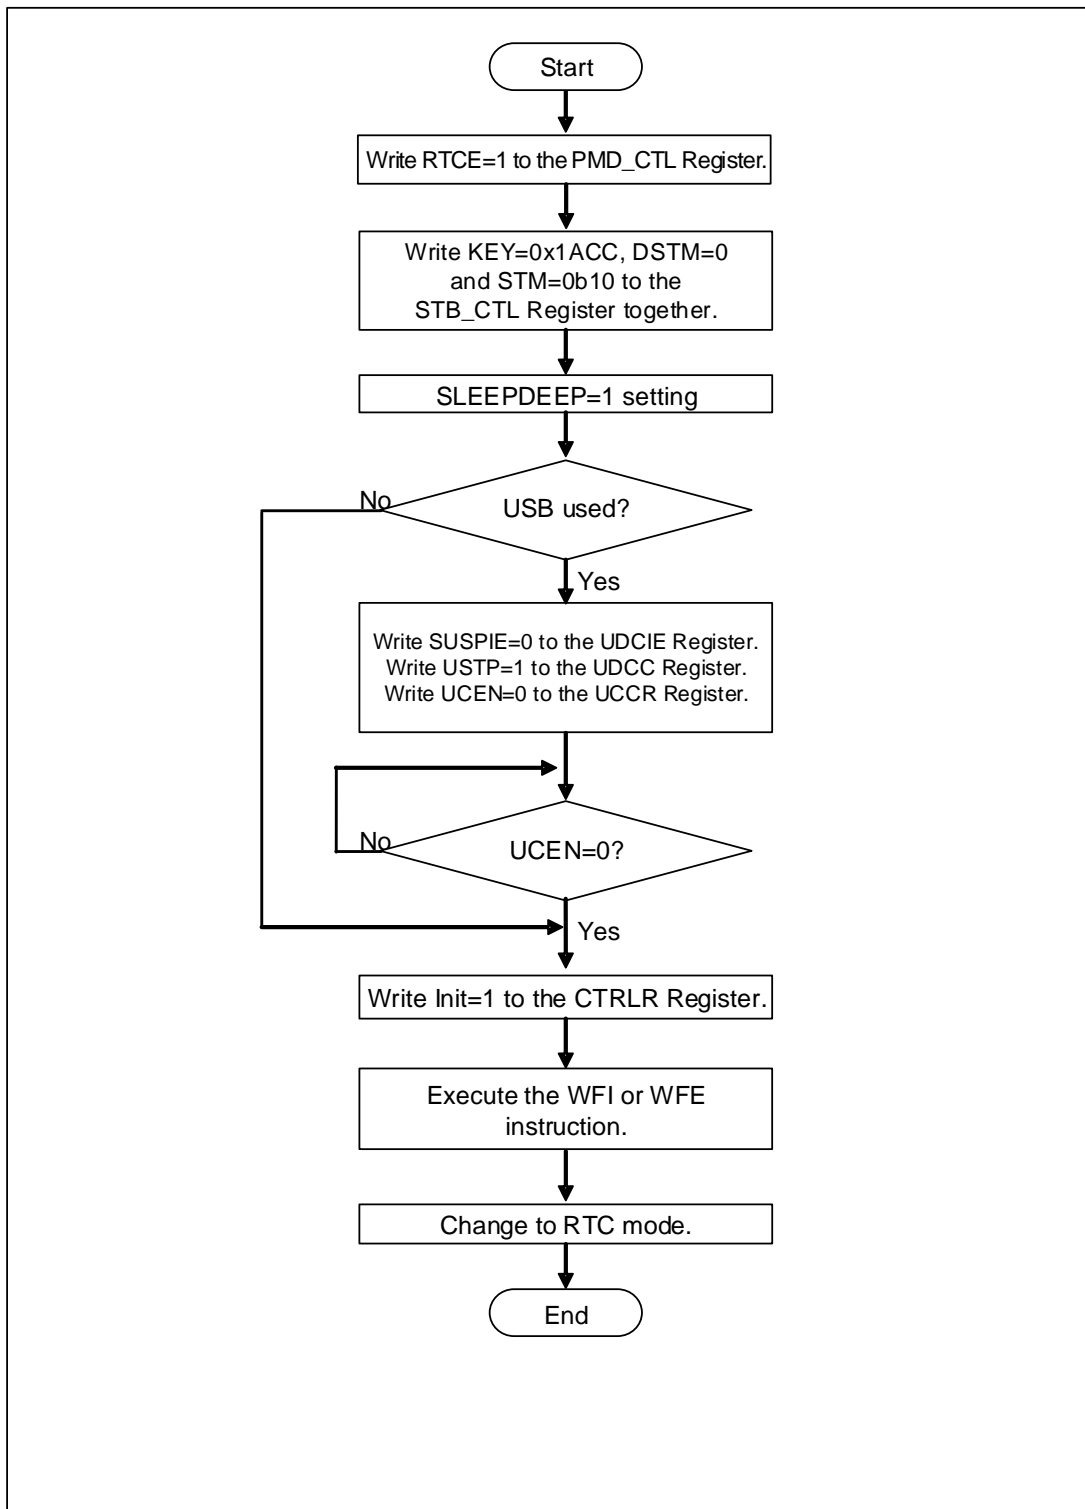 Start
Write RTCE=1 to the PMD_CTL Register.
Write KEY=0x1ACC, DSTM=0
and STM=0b10 to the
STB_CTL Register together.
SLEEPDEEP=1 setting
No
USB used?
Yes
Write SUSPIE=0 to the UDCIE Register.
Write USTP=1 to the UDCC Register.
Write UCEN=0 to the UCCR Register.
No
UCEN=0?
Yes
Write Init=1 to the CTRLR Register.
Execute the WFI or WFE
instruction.
Change to RTC mode.
End